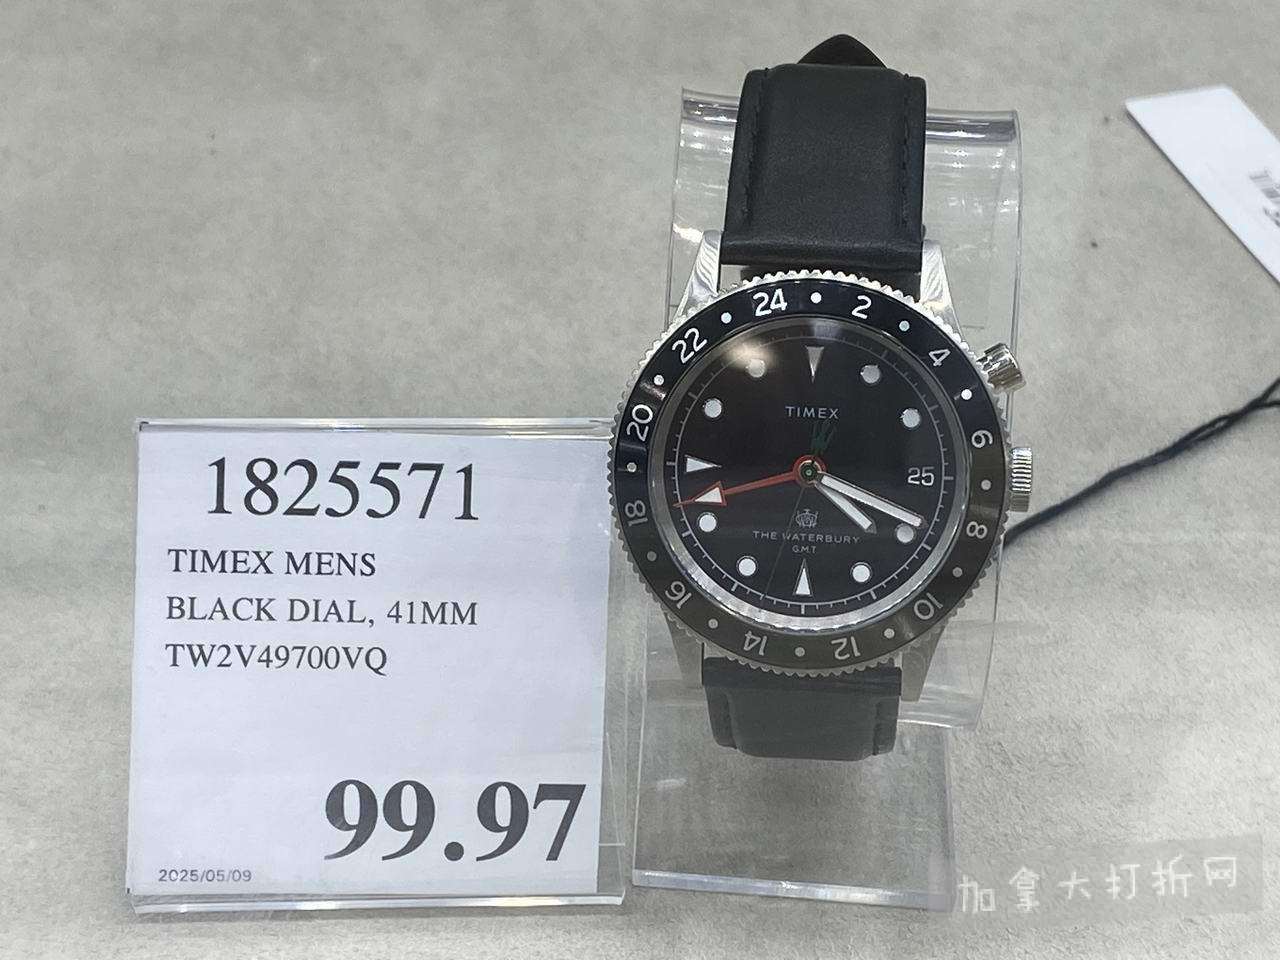 1825571
TIMEX MENS
BLACK DIAL, 41MM
TW2V49700VQ
99.97
2025/05/09
24 2 4 6 8 10 12 14 16 18 20 22
TIMEX
25
THE WATERBURY
G.M.T
加拿大打折网